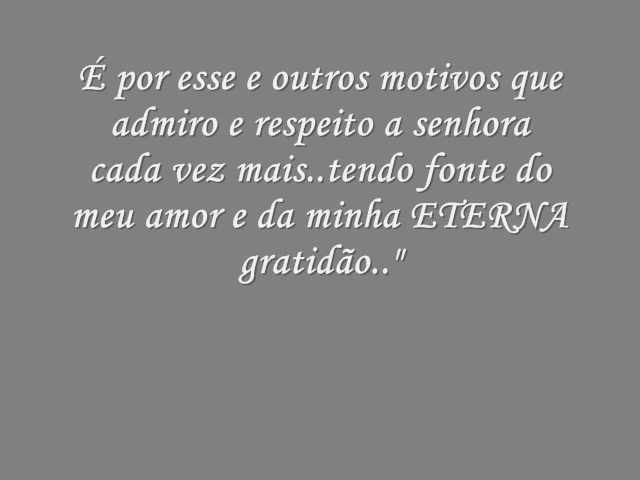 É por esse e outros motivos que
admiro e respeito a senhora
cada vez mais..tendo fonte do
meu amor e da minha ETERNA
gratidão.."